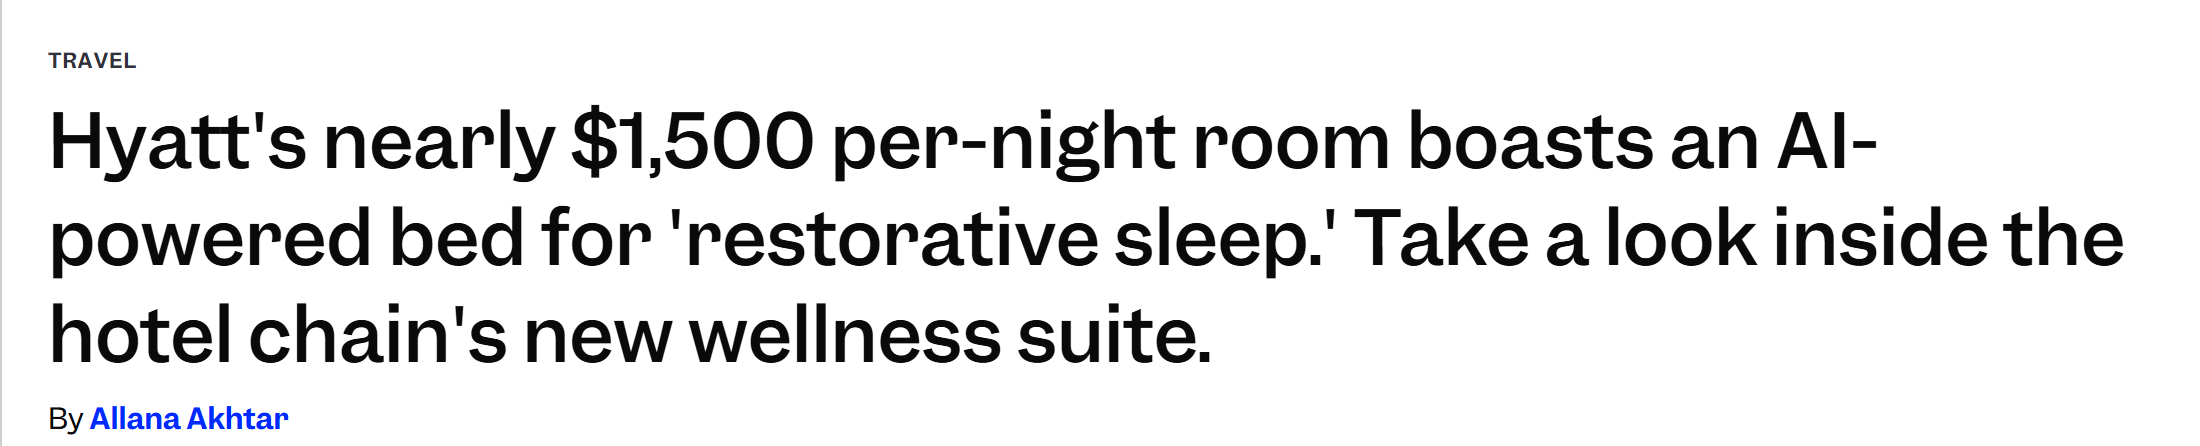 TRAVEL
Hyatt's nearly $1,500 per-night room boasts an AI-
powered bed for 'restorative sleep.' Take a look inside the
hotel chain's new wellness suite.
By Allana Akhtar